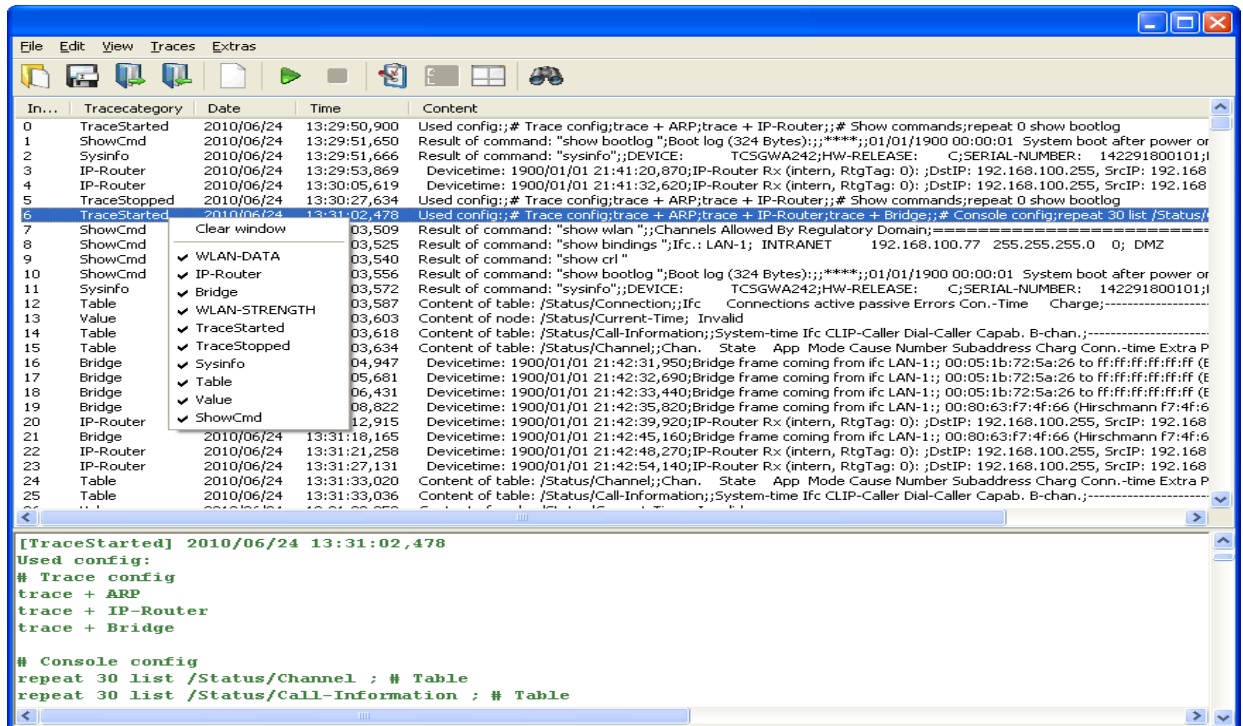 File Edit View Traces Extras
In... Tracecategory Date Time Content
0 TraceStarted 2010/06/24 13:29:50,900 Used config:;# Trace config;trace + ARP;trace + IP-Router;;# Show commands;repeat 0 show bootlog
1 ShowCmd 2010/06/24 13:29:51,650 Result of command: "show bootlog ";Boot log (324 Bytes):;;****;;01/01/1900 00:00:01 System boot after power or
2 Sysinfo 2010/06/24 13:29:51,666 Result of command: "sysinfo";;DEVICE: TCSGWA242;HW-RELEASE: C;SERIAL-NUMBER: 142291800101;
3 IP-Router 2010/06/24 13:29:53,869 Devicetime: 1900/01/01 21:41:20,870;IP-Router Rx (intern, RtgTag: 0): ;DstIP: 192.168.100.255, SrcIP: 192.168
4 IP-Router 2010/06/24 13:30:05,619 Devicetime: 1900/01/01 21:41:32,620;IP-Router Rx (intern, RtgTag: 0): ;DstIP: 192.168.100.255, SrcIP: 192.168
5 TraceStopped 2010/06/24 13:30:27,634 Used config:;# Trace config;trace + ARP;trace + IP-Router;;# Show commands;repeat 0 show bootlog
6 TraceStarted 2010/06/24 13:31:02,478 Used config:;# Trace config;trace + ARP;trace + IP-Router;trace + Bridge;;# Console config;repeat 30 list /Status/
7 ShowCmd 03,509 Result of command: "show wlan ";;Channels Allowed By Regulatory Domain;==========================
8 ShowCmd 03,525 Result of command: "show bindings ";Ifc.: LAN-1; INTRANET 192.168.100.77 255.255.255.0 0; DMZ
9 ShowCmd 03,540 Result of command: "show crl "
10 ShowCmd 03,556 Result of command: "show bootlog ";Boot log (324 Bytes):;;****;;01/01/1900 00:00:01 System boot after power or
11 Sysinfo 03,572 Result of command: "sysinfo";;DEVICE: TCSGWA242;HW-RELEASE: C;SERIAL-NUMBER: 142291800101;
12 Table 03,587 Content of table: /Status/Connection;;Ifc Connections active passive Errors Con.-Time Charge;---------------
13 Value 03,603 Content of node: /Status/Current-Time; Invalid
14 Table 03,618 Content of table: /Status/Call-Information;;System-time Ifc CLIP-Caller Dial-Caller Capab. B-chan.;-----------------
15 Table 03,634 Content of table: /Status/Channel;;Chan. State App Mode Cause Number Subaddress Charg Conn.-time Extra P
16 Bridge 04,947 Devicetime: 1900/01/01 21:42:31,950;Bridge frame coming from ifc LAN-1:; 00:05:1b:72:5a:26 to ff:ff:ff:ff:ff:ff (E
17 Bridge 05,681 Devicetime: 1900/01/01 21:42:32,690;Bridge frame coming from ifc LAN-1:; 00:05:1b:72:5a:26 to ff:ff:ff:ff:ff:ff (E
18 Bridge 06,431 Devicetime: 1900/01/01 21:42:33,440;Bridge frame coming from ifc LAN-1:; 00:05:1b:72:5a:26 to ff:ff:ff:ff:ff:ff (E
19 Bridge 08,822 Devicetime: 1900/01/01 21:42:35,820;Bridge frame coming from ifc LAN-1:; 00:80:63:f7:4f:66 (Hirschmann f7:4f:6
20 IP-Router 12,915 Devicetime: 1900/01/01 21:42:39,920;IP-Router Rx (intern, RtgTag: 0): ;DstIP: 192.168.100.255, SrcIP: 192.168
21 Bridge 2010/06/24 13:31:18,165 Devicetime: 1900/01/01 21:42:45,160;Bridge frame coming from ifc LAN-1:; 00:80:63:f7:4f:66 (Hirschmann f7:4f:6
22 IP-Router 2010/06/24 13:31:21,258 Devicetime: 1900/01/01 21:42:48,270;IP-Router Rx (intern, RtgTag: 0): ;DstIP: 192.168.100.255, SrcIP: 192.168
23 IP-Router 2010/06/24 13:31:27,131 Devicetime: 1900/01/01 21:42:54,140;IP-Router Rx (intern, RtgTag: 0): ;DstIP: 192.168.100.255, SrcIP: 192.168
24 Table 2010/06/24 13:31:33,020 Content of table: /Status/Channel;;Chan. State App Mode Cause Number Subaddress Charg Conn.-time Extra P
25 Table 2010/06/24 13:31:33,036 Content of table: /Status/Call-Information;;System-time Ifc CLIP-Caller Dial-Caller Capab. B-chan.;-----------------
Clear window
WLAN-DATA
IP-Router
Bridge
WLAN-STRENGTH
TraceStarted
TraceStopped
Sysinfo
Table
Value
ShowCmd
[TraceStarted] 2010/06/24 13:31:02,478
Used config:
# Trace config
trace + ARP
trace + IP-Router
trace + Bridge
# Console config
repeat 30 list /Status/Channel ; # Table
repeat 30 list /Status/Call-Information ; # Table